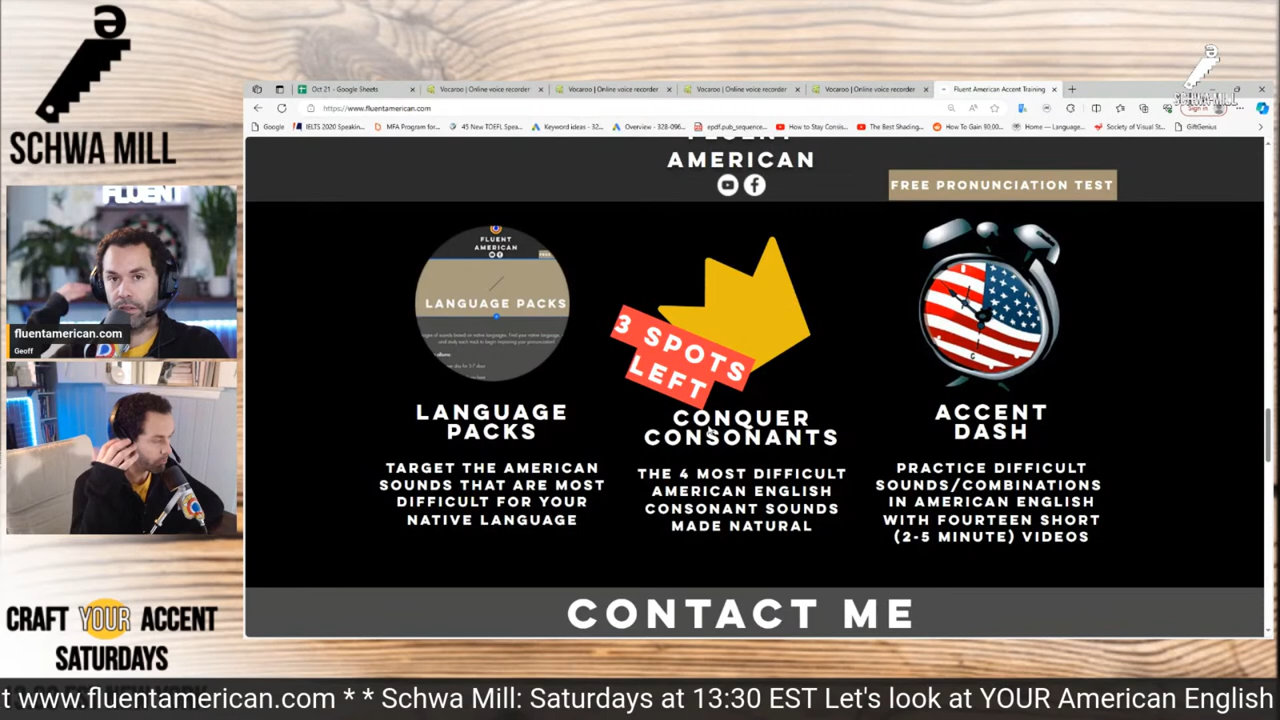 SCHWA MILL
FLUENT
fluentamerican.com
Geoff
CRAFT YOUR ACCENT
SATURDAYS
Oct 21 - Google Sheets
Vocaroo | Online voice recorder
Vocaroo | Online voice recorder
Vocaroo | Online voice recorder
Vocaroo | Online voice recorder
Fluent American Accent Training
https://www.fluentamerican.com
Google
IELTS 2020 Speakin...
MFA Program for...
45 New TOEFL Spea...
Keyword ideas - 32...
Overview - 328-096...
epdf.pub_sequence...
How to Stay Consis...
The Best Shading...
How To Gain 90,00...
Home — Language...
Society of Visual St...
GiftGenius
SCHWA MILL
AMERICAN
FREE PRONUNCIATION TEST
FLUENT
AMERICAN
LANGUAGE PACKS
3 SPOTS
LEFT
LANGUAGE
PACKS
TARGET THE AMERICAN
SOUNDS THAT ARE MOST
DIFFICULT FOR YOUR
NATIVE LANGUAGE
CONQUER
CONSONANTS
THE 4 MOST DIFFICULT
AMERICAN ENGLISH
CONSONANT SOUNDS
MADE NATURAL
ACCENT
DASH
PRACTICE DIFFICULT
SOUNDS/COMBINATIONS
IN AMERICAN ENGLISH
WITH FOURTEEN SHORT
(2-5 MINUTE) VIDEOS
CONTACT ME
t www.fluentamerican.com * * Schwa Mill: Saturdays at 13:30 EST Let's look at YOUR American English